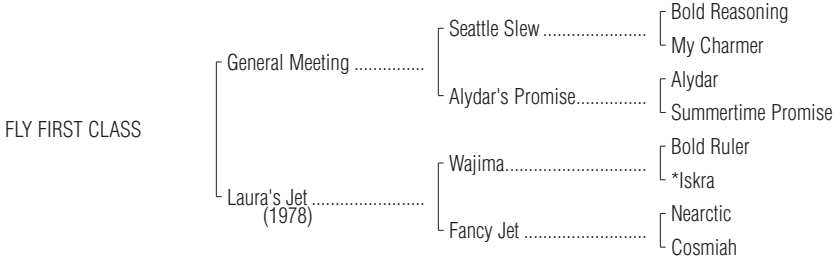 Bold Reasoning
Seattle Slew ......................
My Charmer
General Meeting ...............
Alydar
Alydar's Promise...............
Summertime Promise
FLY FIRST CLASS
Bold Ruler
Wajima..............................
*Iskra
Laura's Jet ........................
(1978)
Nearctic
Fancy Jet ..........................
Cosmiah